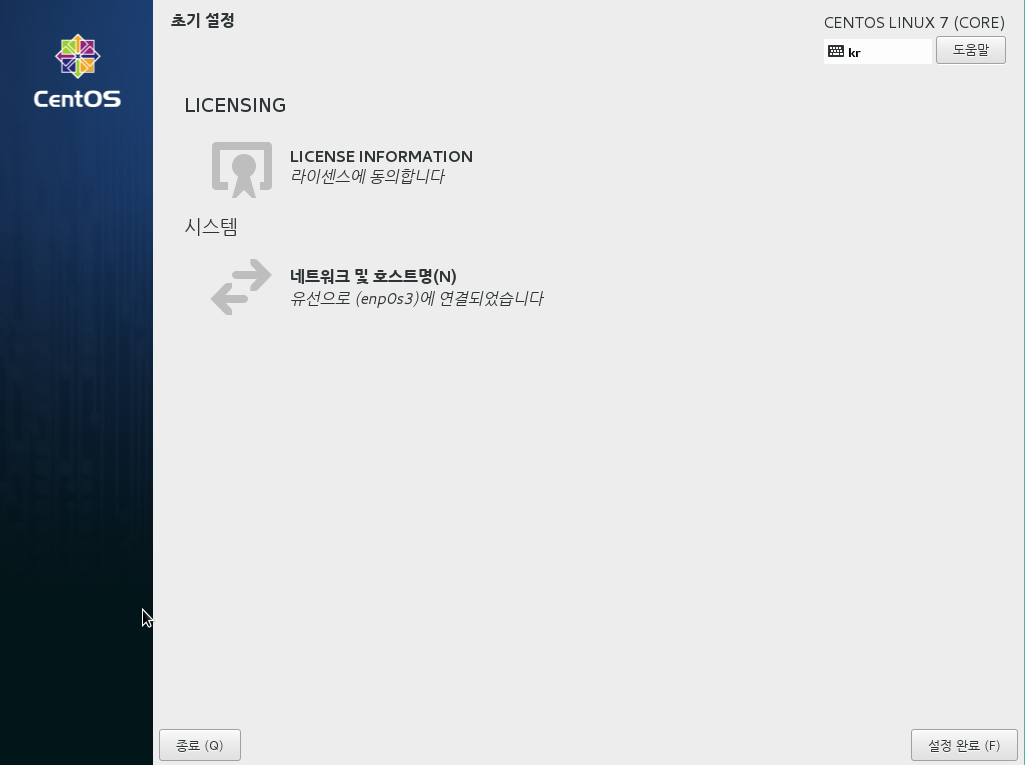 초기 설정
CENTOS LINUX 7 (CORE)
kr
도움말
CentOS
LICENSING
LICENSE INFORMATION
라이센스에 동의합니다
시스템
네트워크 및 호스트명(N)
유선으로 (enp0s3)에 연결되었습니다
종료 (Q)
설정 완료 (F)